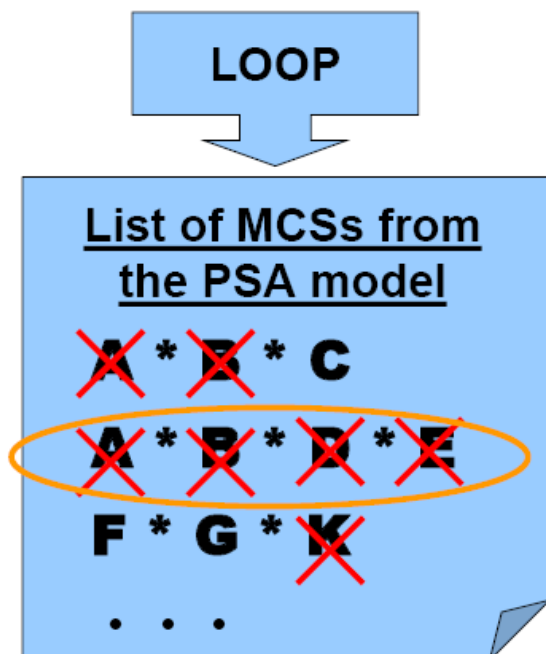 LOOP
List of MCSs from
the PSA model
A * B * C
A * B * D * E
F * G * K
. . .